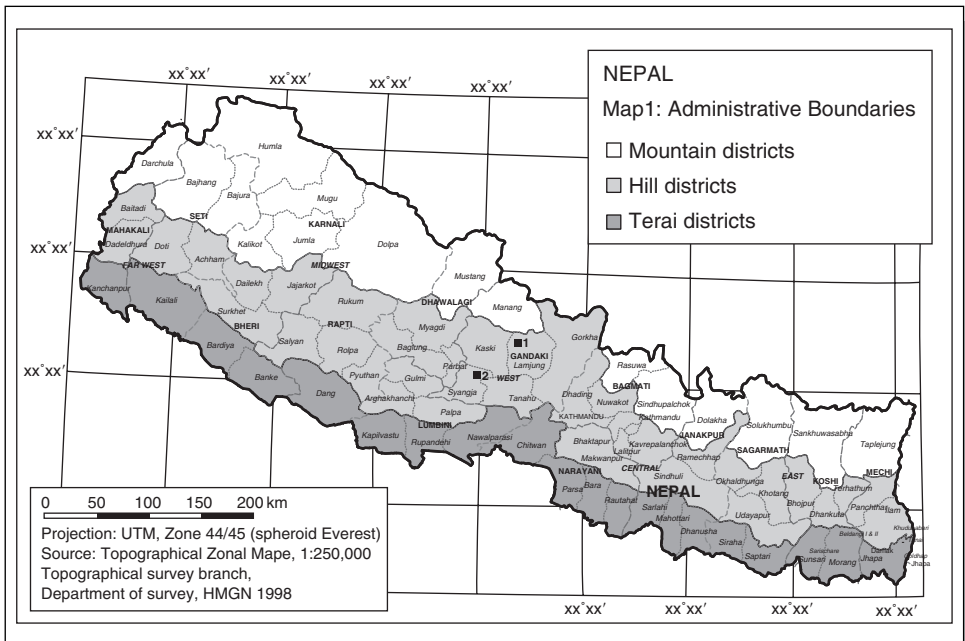 xx°xx′ xx°xx′ xx°xx′ xx°xx′
NEPAL
Map1: Administrative Boundaries
Mountain districts
Hill districts
Terai districts
xx°xx′
xx°xx′
xx°xx′
Humla
Darchula
Bajhang
Bajura
Mugu
Baitadi
SETI
KARNALI
MAHAKALI
Dadeldhura
Doti
Kalikot
Jumla
Dolpa
Achham
FAR WEST
MIDWEST
Mustang
Kanchanpur
Dailekh
Jajarkot
Kailali
Rukum
DHAWALAGI
Manang
Surkhet
BHERI
RAPTI
Myagdi
Gorkha
Bardiya
Salyan
Rolpa
Baglung
Kaski
1
GANDAKI
Lamjung
Rasuwa
Banke
Pyuthan
Gulmi
Parbat
2
WEST
BAGMATI
Dang
Arghakhanchi
Syangja
Tanahu
Dhading
Nuwakot
Sindhupalchok
Kathmandu
Dolakha
Palpa
KATHMANDU
LUMBINI
JANAKPUR
Solukhumbu
Sankhuwasabha
Taplejung
Kapilvastu
Rupandehi
Nawalparasi
Chitwan
Bhaktapur
Lalitpur
Kavrepalanchok
Ramechhap
SAGARMATH
Makwanpur
NARAYANI
CENTRAL
Sindhuli
EAST
KOSHI
MECHI
Parsa
Bara
NEPAL
Okhaldhunga
Khotang
Terhathum
Rautahat
Sarlahi
Bhojpur
Panchthar
Ilam
Mahottari
Udayapur
Dhankuta
Dhanusha
Siraha
Saptari
Sunsari
Morang
Jhapa
Beldangi I & II
Damak
Jhapa
0 50 100 150 200 km
Projection: UTM, Zone 44/45 (spheroid Everest)
Source: Topographical Zonal Mape, 1:250,000
Topographical survey branch,
Department of survey, HMGN 1998
xx°xx′ xx°xx′ xx°xx′ xx°xx′